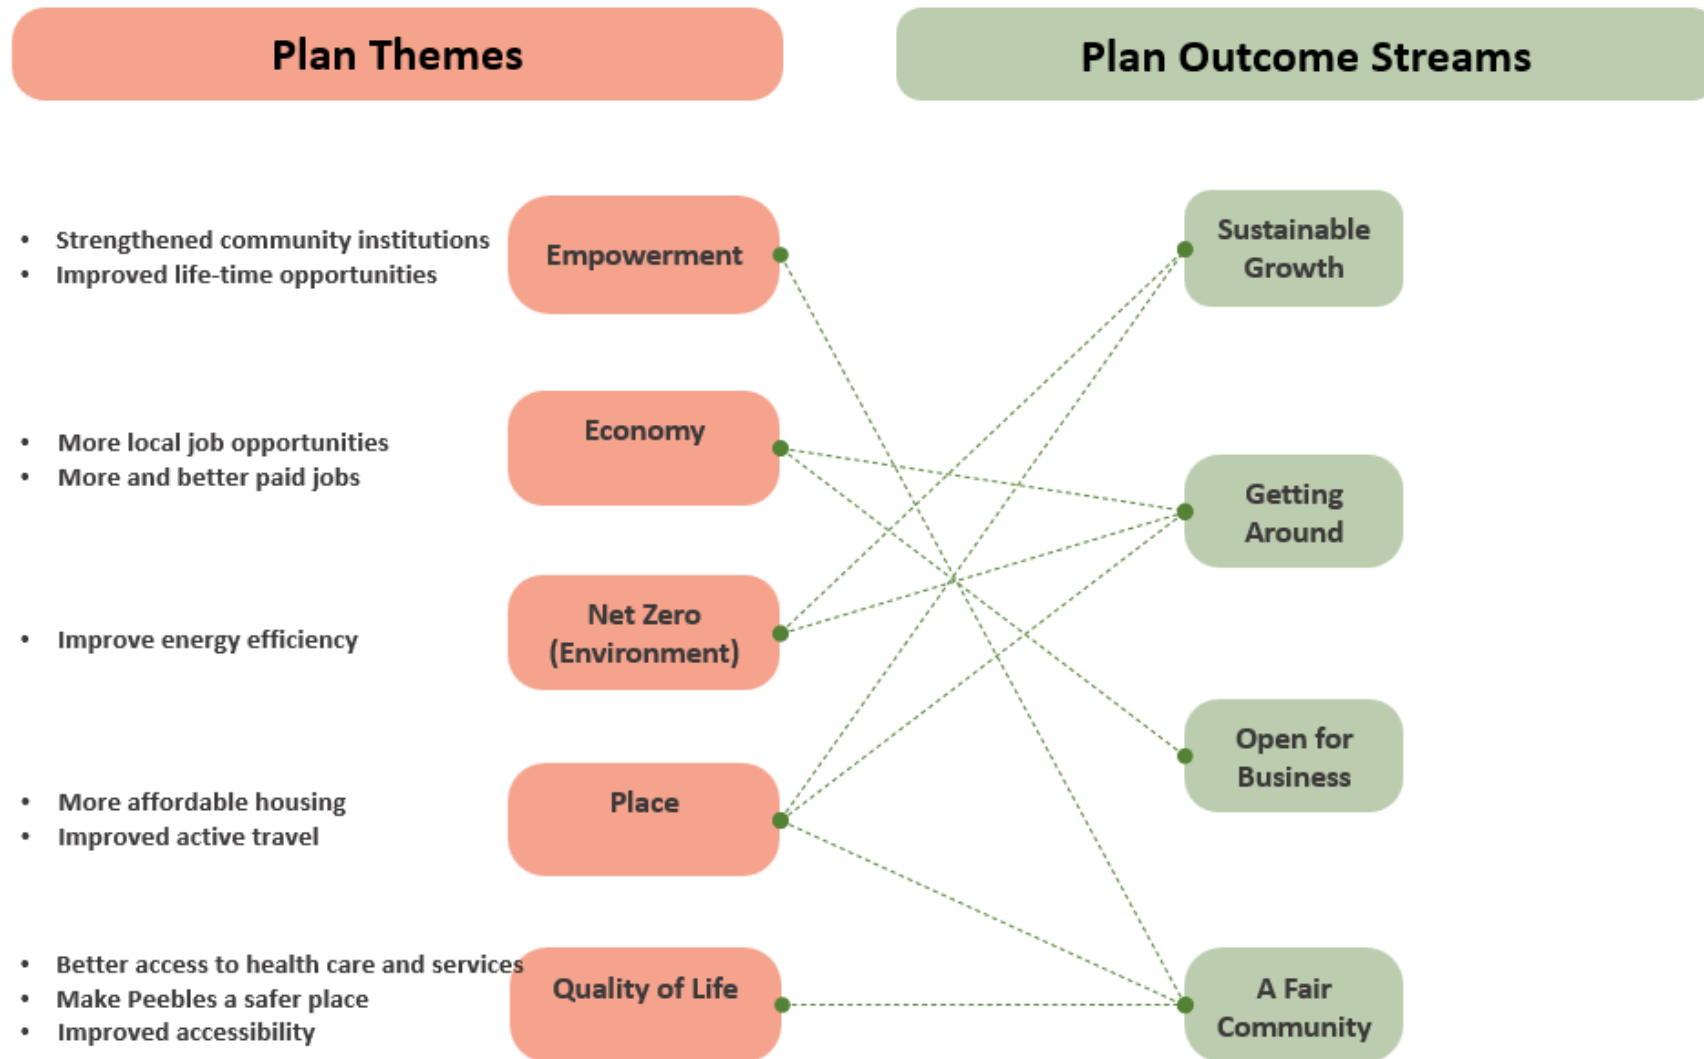 Plan Themes
Plan Outcome Streams
• Strengthened community institutions
• Improved life-time opportunities
Empowerment
Sustainable
Growth
• More local job opportunities
• More and better paid jobs
Economy
Getting
Around
• Improve energy efficiency
Net Zero
(Environment)
Open for
Business
• More affordable housing
• Improved active travel
Place
• Better access to health care and services
• Make Peebles a safer place
• Improved accessibility
Quality of Life
A Fair
Community